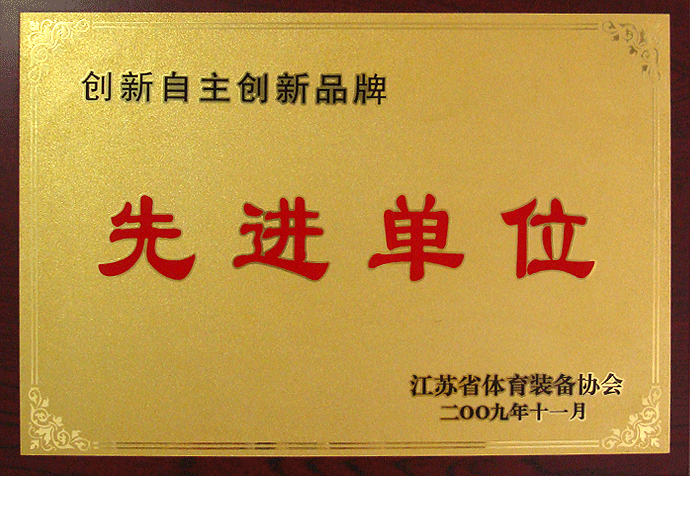 创新自主创新品牌
先进单位
江苏省体育装备协会
二OO九年十一月